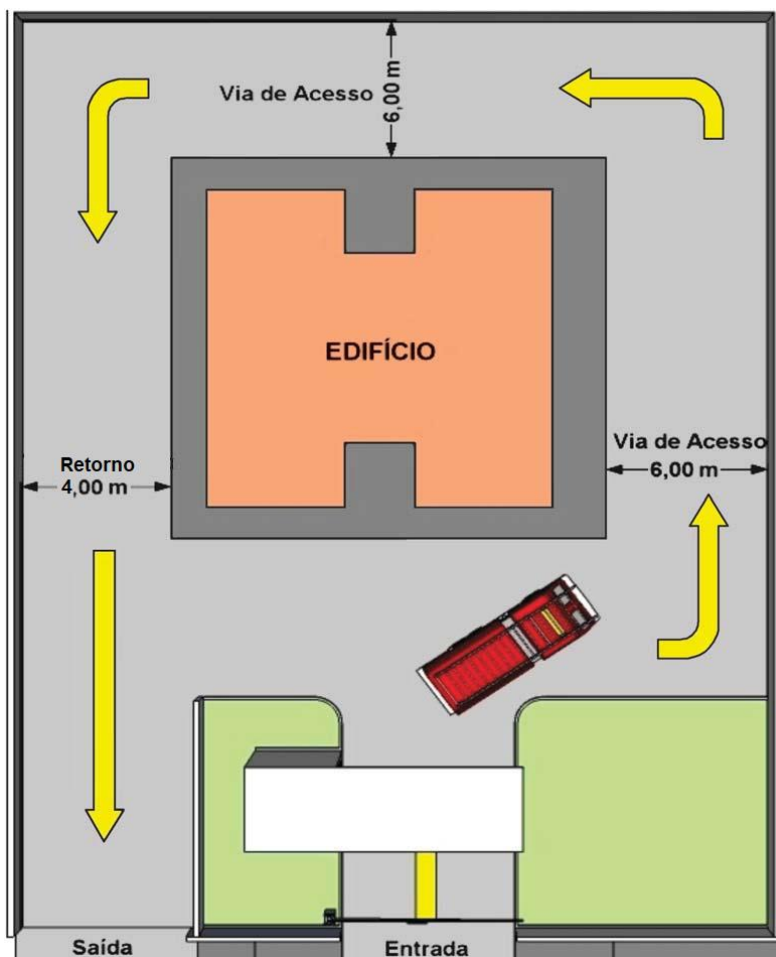 Via de Acesso
6,00 m
EDIFÍCIO
Via de Acesso
6,00 m
Retorno
4,00 m
Saída
Entrada